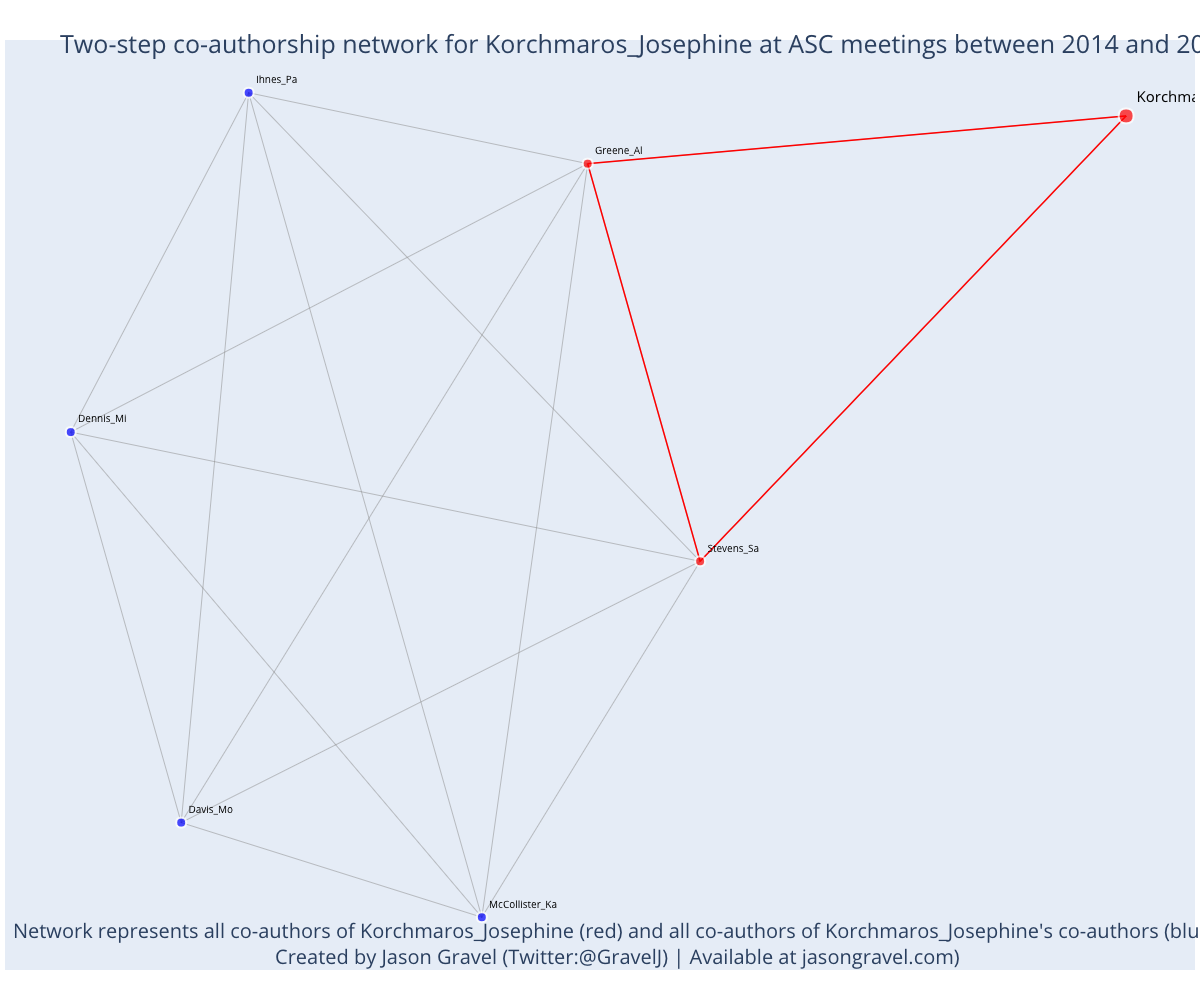 Two-step co-authorship network for Korchmaros_Josephine at ASC meetings between 2014 and 20
Ihnes_Pa
Korchma
Greene_Al
Dennis_Mi
Stevens_Sa
Davis_Mo
McCollister_Ka
Network represents all co-authors of Korchmaros_Josephine (red) and all co-authors of Korchmaros_Josephine's co-authors (blu
Created by Jason Gravel (Twitter:@GravelJ) | Available at jasongravel.com)